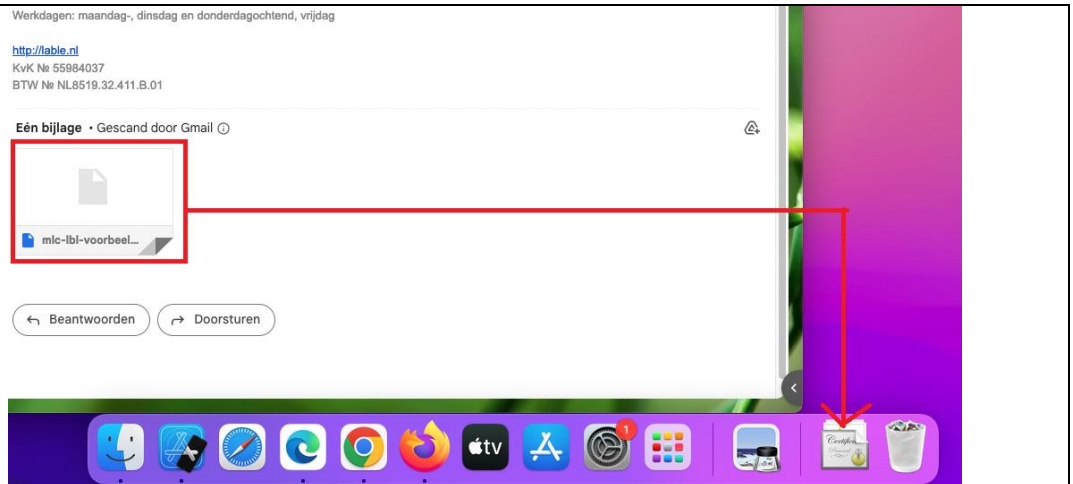 Werkdagen: maandag-, dinsdag en donderdagochtend, vrijdag
http://lable.nl
KvK № 55984037
BTW № NL8519.32.411.B.01
Eén bijlage • Gescand door Gmail
mlc-lbl-voorbeel...
Beantwoorden
Doorsturen
tv
1